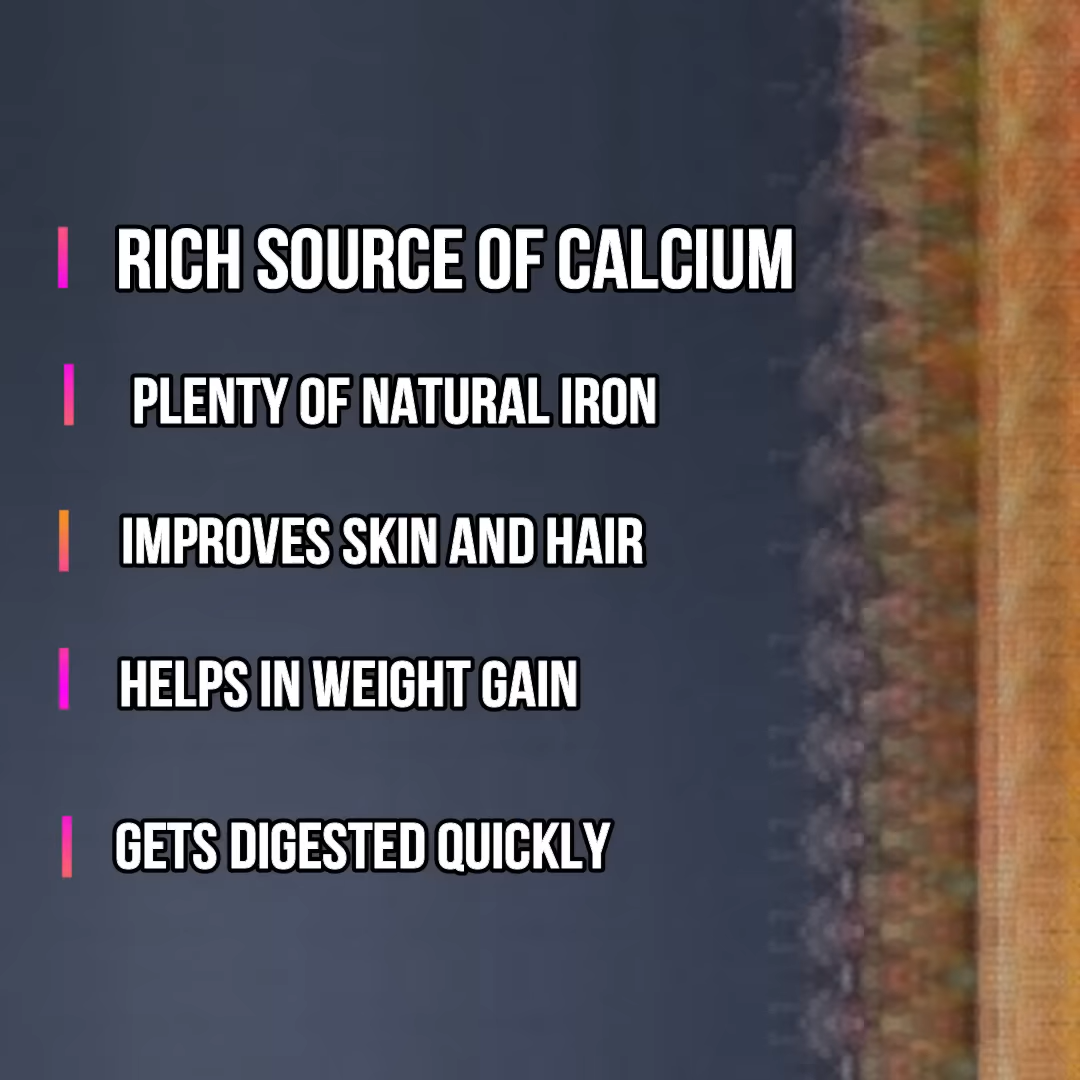 RICH SOURCE OF CALCIUM
PLENTY OF NATURAL IRON
IMPROVES SKIN AND HAIR
HELPS IN WEIGHT GAIN
GETS DIGESTED QUICKLY